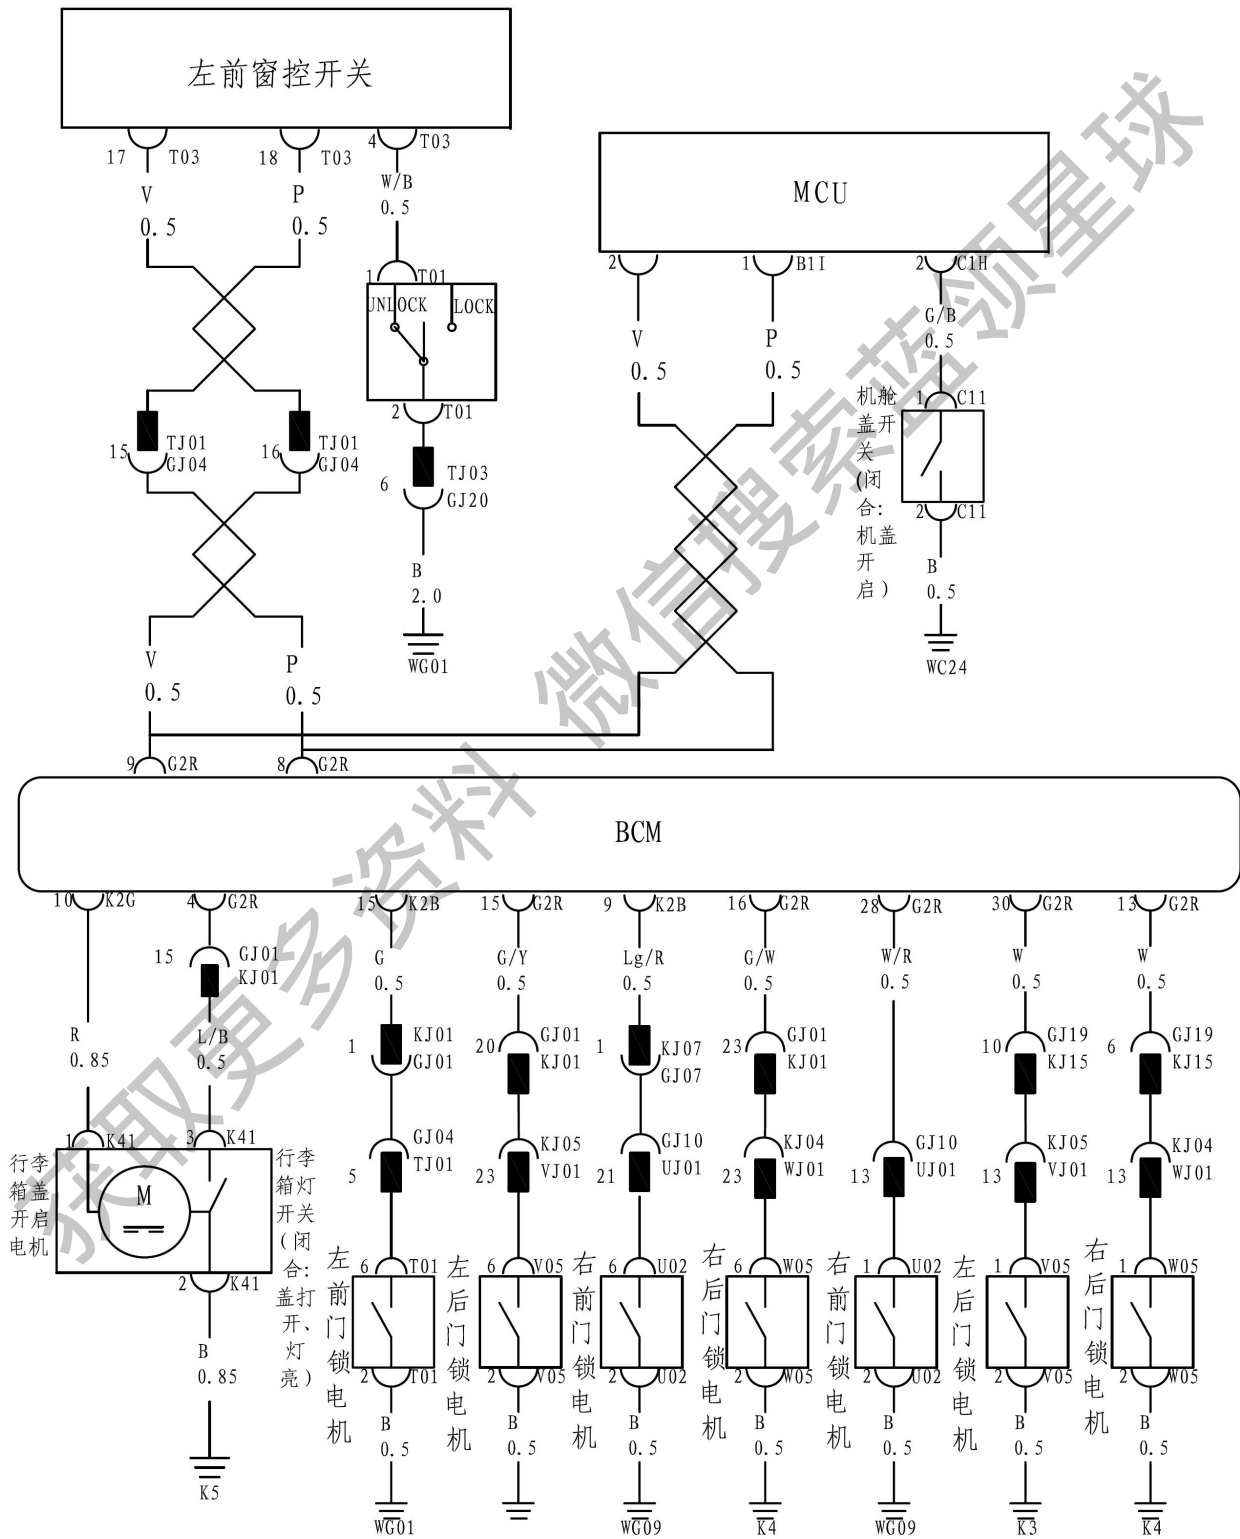 左前窗控开关
17 T03
18 T03
4 T03
V
0.5
P
0.5
W/B
0.5
MCU
2
1 B1I
2 C1H
1 T01
UNLOCK LOCK
2 T01
V
0.5
P
0.5
G/B
0.5
机舱
盖开
关
(闭
合:
机盖
开
启)
1 C11
2 C11
15 TJ01
GJ04
16 TJ01
GJ04
6 TJ03
GJ20
B
2.0
WG01
B
0.5
WC24
V
0.5
P
0.5
9 G2R
8 G2R
BCM
10 K2G
4 G2R
15 K2B
15 G2R
9 K2B
16 G2R
28 G2R
30 G2R
13 G2R
15 GJ01
KJ01
R
0.85
L/B
0.5
G
0.5
G/Y
0.5
Lg/R
0.5
G/W
0.5
W/R
0.5
W
0.5
W
0.5
1 KJ01
GJ01
20 GJ01
KJ01
1 KJ07
GJ07
23 GJ01
KJ01
10 GJ19
KJ15
6 GJ19
KJ15
5 GJ04
TJ01
23 KJ05
VJ01
21 GJ10
UJ01
23 KJ04
WJ01
13 GJ10
UJ01
13 KJ05
VJ01
13 KJ04
WJ01
1 K41
3 K41
行李
箱盖
开启
电机
M
行李
箱灯
开关
(闭
合:
盖打
开、
灯
亮)
2 K41
B
0.85
K5
左前门锁电机
6 T01
2 T01
B
0.5
WG01
左后门锁电机
6 V05
2 V05
B
0.5
右前门锁电机
6 U02
2 U02
B
0.5
WG09
右后门锁电机
6 W05
2 W05
B
0.5
K4
右前门锁电机
1 U02
2 U02
B
0.5
WG09
左后门锁电机
1 V05
2 V05
B
0.5
K3
右后门锁电机
1 W05
2 W05
B
0.5
K4
获取更多资料 微信搜索蓝领星球